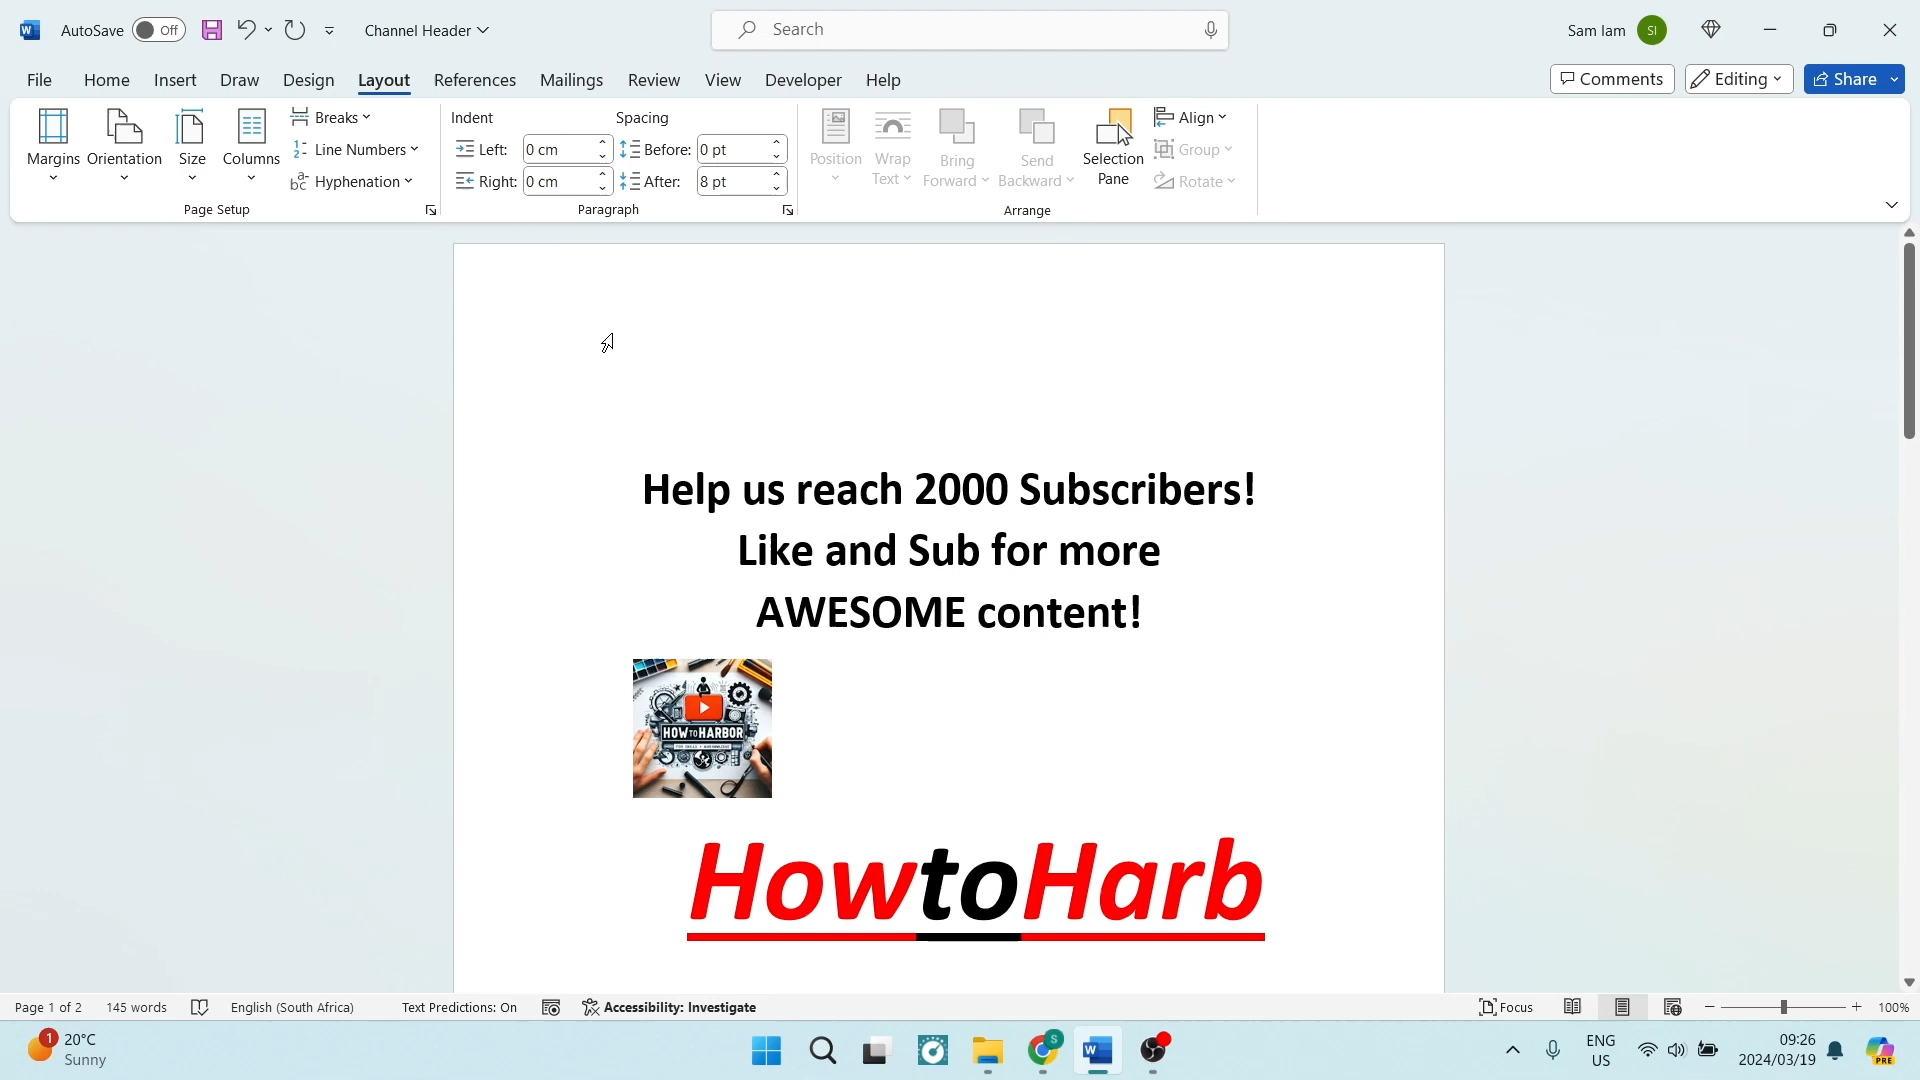 AutoSave Off Channel Header Search Sam Iam SI
File Home Insert Draw Design Layout References Mailings Review View Developer Help Comments Editing Share
Margins Orientation Size Columns
Breaks
Line Numbers
Hyphenation
Page Setup
Indent Spacing
Left: 0 cm Before: 0 pt
Right: 0 cm After: 8 pt
Paragraph
Position Wrap Text Bring Forward Send Backward Selection Pane
Align
Group
Rotate
Arrange
Help us reach 2000 Subscribers!
Like and Sub for more
AWESOME content!
HOW TO HARBOR
HowtoHarb
Page 1 of 2 145 words English (South Africa) Text Predictions: On Accessibility: Investigate Focus 100%
1 20°C
Sunny
S
W
ENG
US
09:26
2024/03/19
PRE